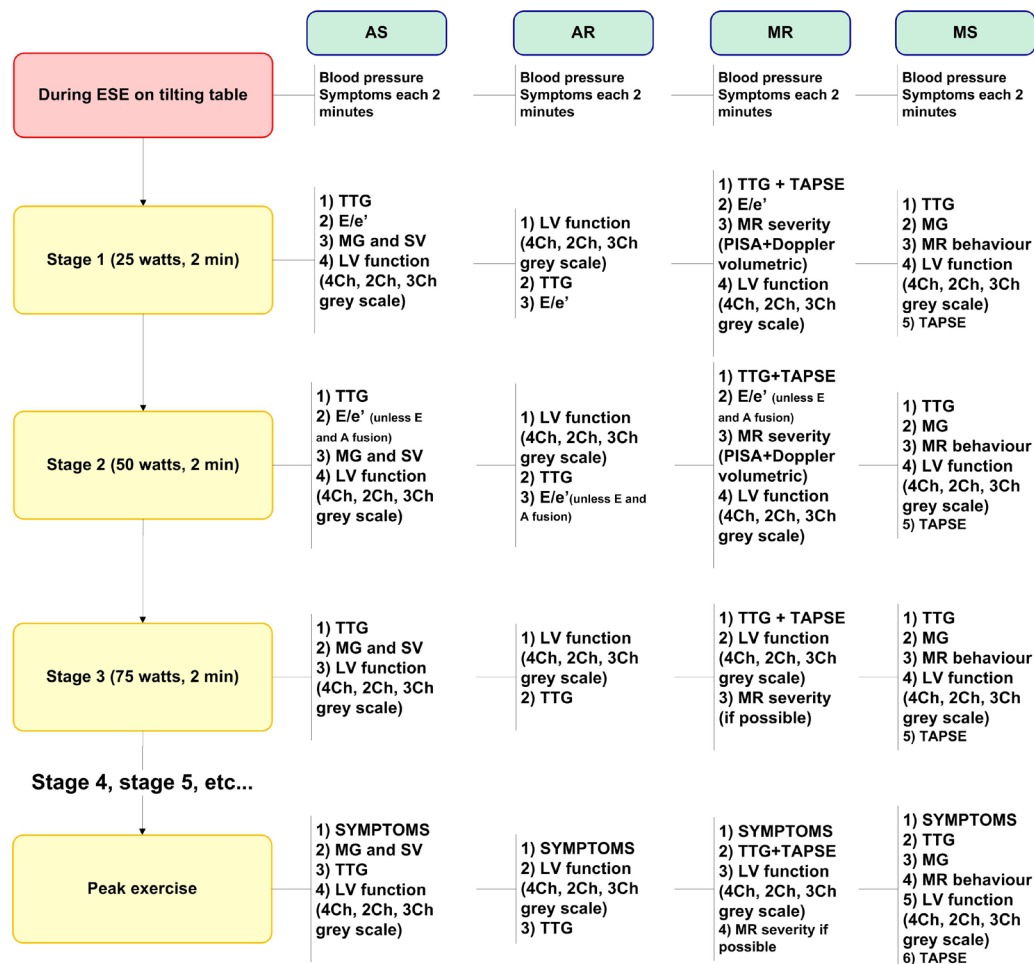 AS
AR
MR
MS
During ESE on tilting table
Blood pressure
Symptoms each 2
minutes
Blood pressure
Symptoms each 2
minutes
Blood pressure
Symptoms each 2
minutes
Blood pressure
Symptoms each 2
minutes
Stage 1 (25 watts, 2 min)
1) TTG
2) E/e’
3) MG and SV
4) LV function
(4Ch, 2Ch, 3Ch
grey scale)
1) LV function
(4Ch, 2Ch, 3Ch
grey scale)
2) TTG
3) E/e’
1) TTG + TAPSE
2) E/e’
3) MR severity
(PISA+Doppler
volumetric)
4) LV function
(4Ch, 2Ch, 3Ch
grey scale)
1) TTG
2) MG
3) MR behaviour
4) LV function
(4Ch, 2Ch, 3Ch
grey scale)
5) TAPSE
Stage 2 (50 watts, 2 min)
1) TTG
2) E/e’ (unless E
and A fusion)
3) MG and SV
4) LV function
(4Ch, 2Ch, 3Ch
grey scale)
1) LV function
(4Ch, 2Ch, 3Ch
grey scale)
2) TTG
3) E/e’(unless E and
A fusion)
1) TTG+TAPSE
2) E/e’ (unless E
and A fusion)
3) MR severity
(PISA+Doppler
volumetric)
4) LV function
(4Ch, 2Ch, 3Ch
grey scale)
1) TTG
2) MG
3) MR behaviour
4) LV function
(4Ch, 2Ch, 3Ch
grey scale)
5) TAPSE
Stage 3 (75 watts, 2 min)
1) TTG
2) MG and SV
3) LV function
(4Ch, 2Ch, 3Ch
grey scale)
1) LV function
(4Ch, 2Ch, 3Ch
grey scale)
2) TTG
1) TTG + TAPSE
2) LV function
(4Ch, 2Ch, 3Ch
grey scale)
3) MR severity
(if possible)
1) TTG
2) MG
3) MR behaviour
4) LV function
(4Ch, 2Ch, 3Ch
grey scale)
5) TAPSE
Stage 4, stage 5, etc...
Peak exercise
1) SYMPTOMS
2) MG and SV
3) TTG
4) LV function
(4Ch, 2Ch, 3Ch
grey scale)
1) SYMPTOMS
2) LV function
(4Ch, 2Ch, 3Ch
grey scale)
3) TTG
1) SYMPTOMS
2) TTG+TAPSE
3) LV function
(4Ch, 2Ch, 3Ch
grey scale)
4) MR severity if
possible
1) SYMPTOMS
2) TTG
3) MG
4) MR behaviour
5) LV function
(4Ch, 2Ch, 3Ch
grey scale)
6) TAPSE